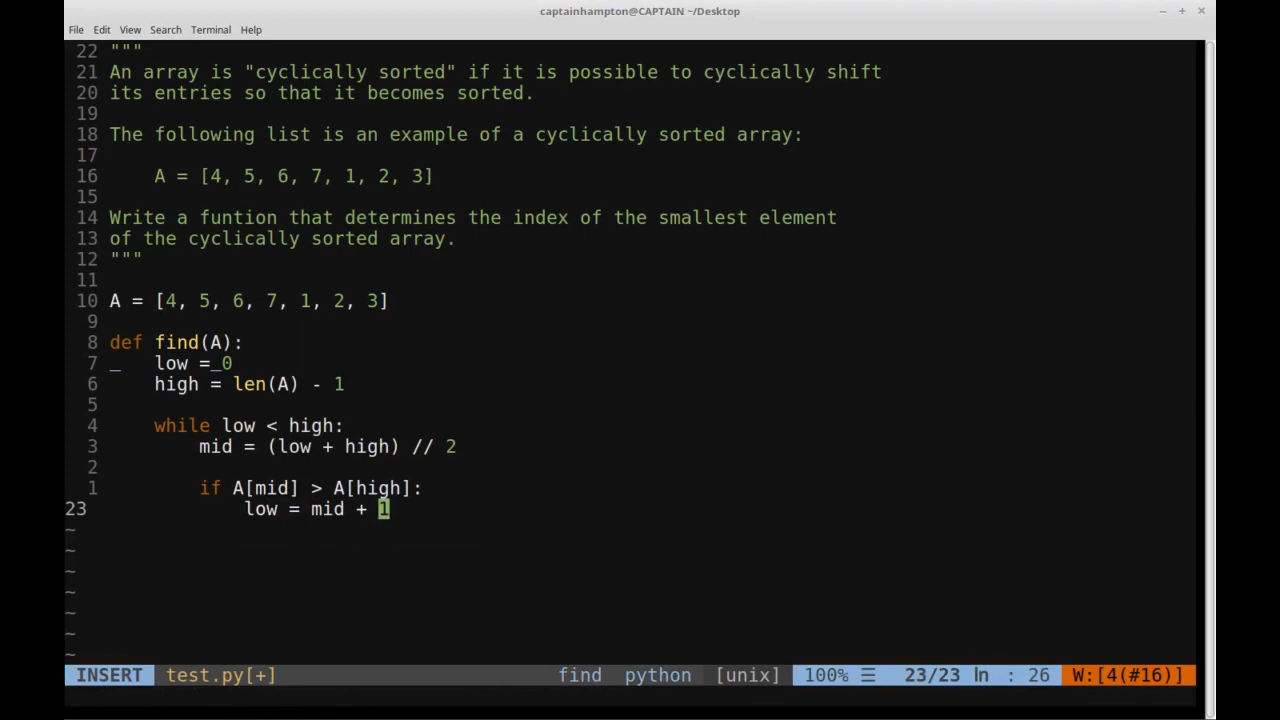 captainhampton@CAPTAIN ~/Desktop
File Edit View Search Terminal Help
22 """
21 An array is "cyclically sorted" if it is possible to cyclically shift
20 its entries so that it becomes sorted.
19
18 The following list is an example of a cyclically sorted array:
17
16     A = [4, 5, 6, 7, 1, 2, 3]
15
14 Write a funtion that determines the index of the smallest element
13 of the cyclically sorted array.
12 """
11
10 A = [4, 5, 6, 7, 1, 2, 3]
9
8 def find(A):
7 _   low =_0
6     high = len(A) - 1
5
4     while low < high:
3         mid = (low + high) // 2
2
1         if A[mid] > A[high]:
23             low = mid + 1
~
~
~
~
~
~
~
INSERT test.py[+] find python [unix] 100% ☰ 23/23 ln : 26 W:[4(#16)]